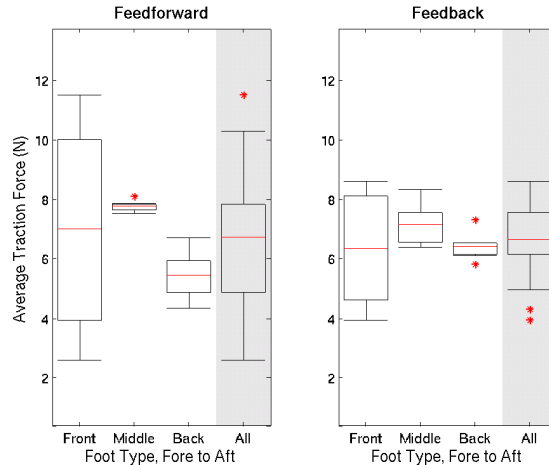 Feedforward
Feedback
Average Traction Force (N)
12
10
8
6
4
2
12
10
8
6
4
2
Front Middle Back All
Front Middle Back All
Foot Type, Fore to Aft
Foot Type, Fore to Aft